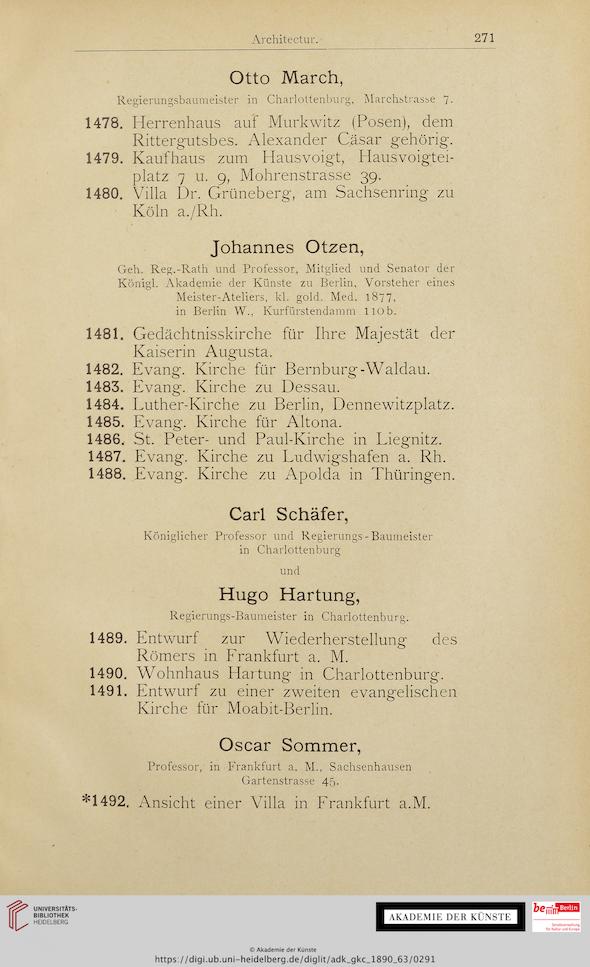 Architectur. 271
Otto March,
Regierungsbaumeister in Charlottenburg, Marchstrasse 7.
1478. Herrenhaus auf Murkwitz (Posen), dem
Rittergutsbes. Alexander Cäsar gehörig.
1479. Kaufhaus zum Hausvoigt, Hausvoigtei-
platz 7 u. 9, Mohrenstrasse 39.
1480. Villa Dr. Grüneberg, am Sachsenring zu
Köln a./Rh.
Johannes Otzen,
Geh. Reg.-Rath und Professor, Mitglied und Senator der
Königl. Akademie der Künste zu Berlin, Vorsteher eines
Meister-Ateliers, kl. gold. Med. 1877,
in Berlin W., Kurfürstendamm 110b.
1481. Gedächtnisskirche für Ihre Majestät der
Kaiserin Augusta.
1482. Evang. Kirche für Bernburg-Waldau.
1483. Evang. Kirche zu Dessau.
1484. Luther-Kirche zu Berlin, Dennewitzplatz.
1485. Evang. Kirche für Altona.
1486. St. Peter- und Paul-Kirche in Liegnitz.
1487. Evang. Kirche zu Ludwigshafen a. Rh.
1488. Evang. Kirche zu Apolda in Thüringen.
Carl Schäfer,
Königlicher Professor und Regierungs-Baumeister
in Charlottenburg
und
Hugo Hartung,
Regierungs-Baumeister in Charlottenburg.
1489. Entwurf zur Wiederherstellung des
Römers in Frankfurt a. M.
1490. Wohnhaus Hartung in Charlottenburg.
1491. Entwurf zu einer zweiten evangelischen
Kirche für Moabit-Berlin.
Oscar Sommer,
Professor, in Frankfurt a. M., Sachsenhausen
Gartenstrasse 45.
*1492. Ansicht einer Villa in Frankfurt a.M.
UNIVERSITÄTS-
BIBLIOTHEK
HEIDELBERG
AKADEMIE DER KÜNSTE
be Berlin
Senatsverwaltung
für Kultur und Europa
© Akademie der Künste
https://digi.ub.uni-heidelberg.de/diglit/adk_gkc_1890_63/0291